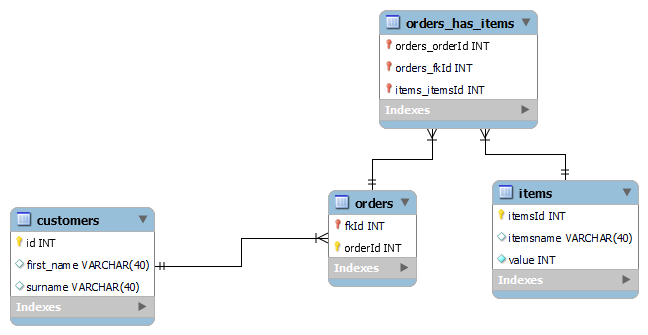 orders_has_items
orders_orderId INT
orders_fkId INT
items_itemsId INT
Indexes
customers
id INT
first_name VARCHAR(40)
surname VARCHAR(40)
Indexes
orders
fkId INT
orderId INT
Indexes
items
itemsId INT
itemsname VARCHAR(40)
value INT
Indexes